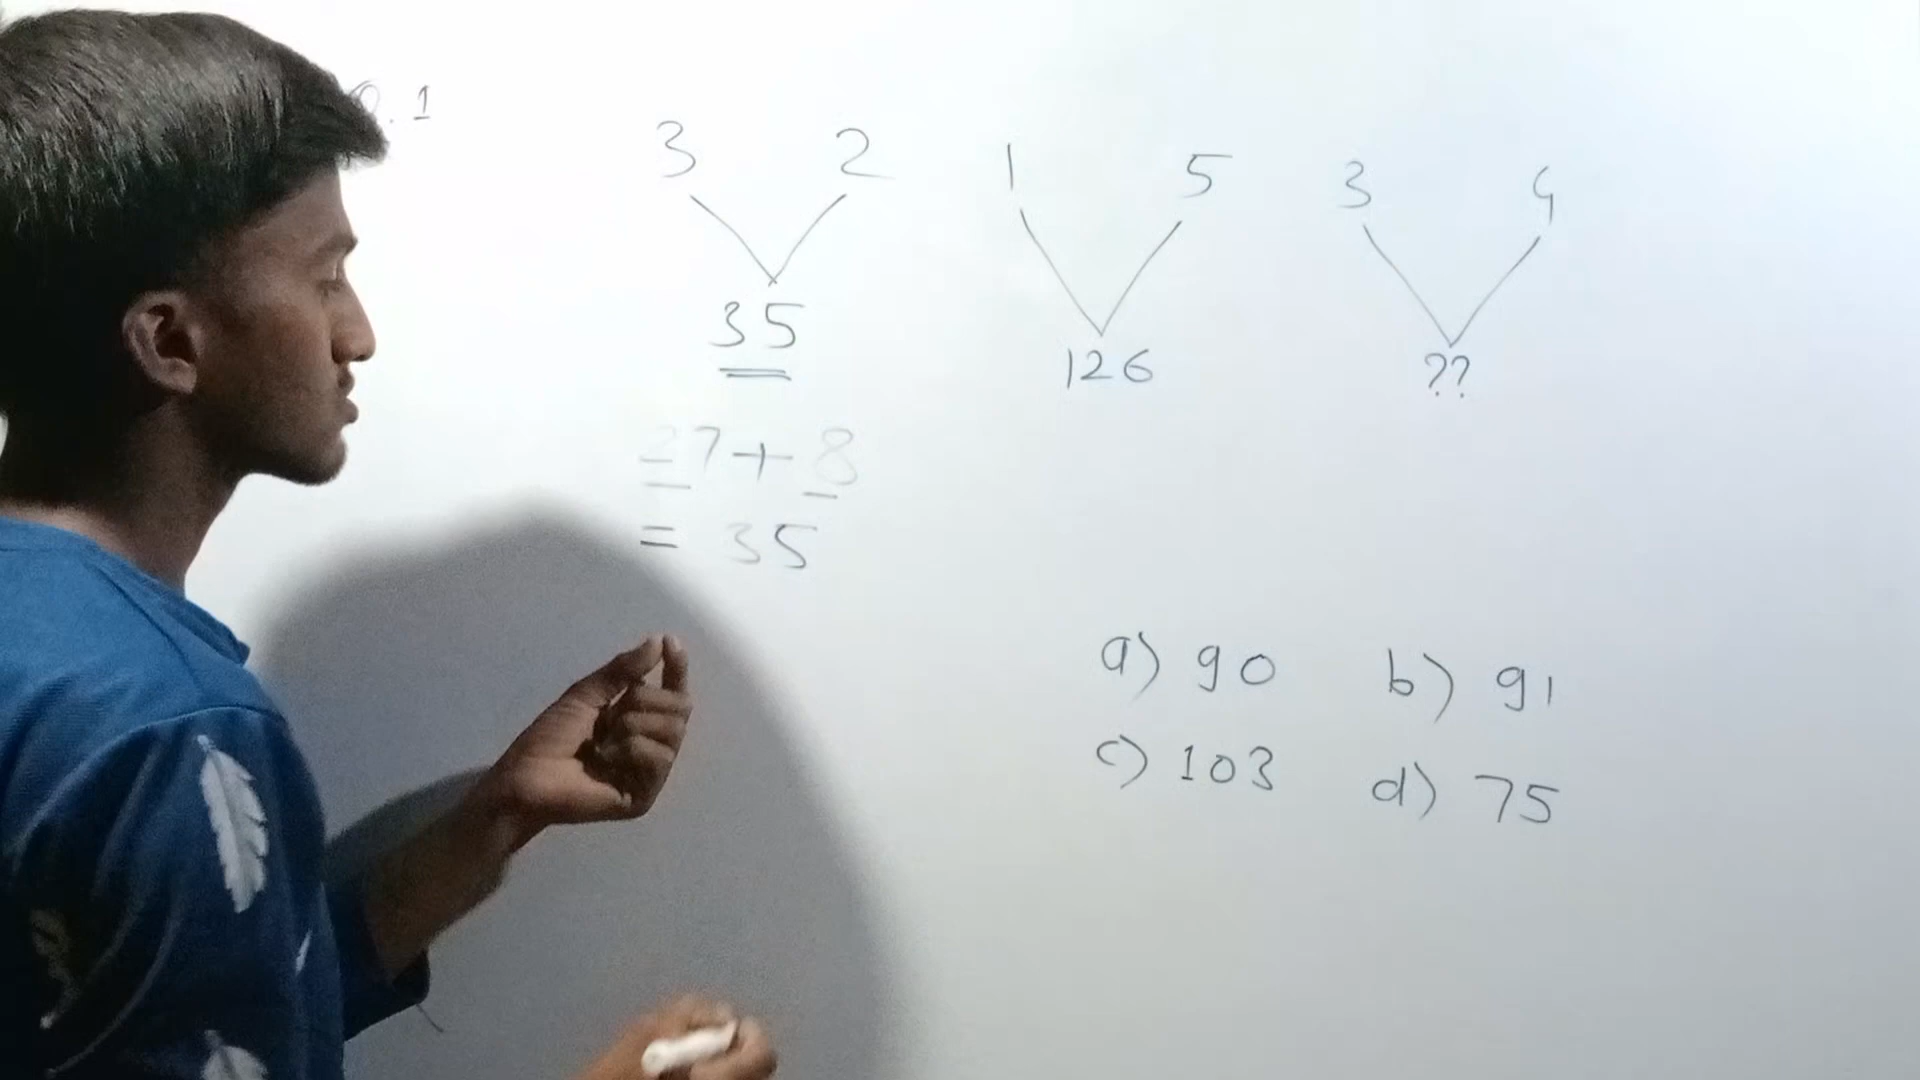 Q. 1
3 2 1 5 3 4
35 126 ??
27+8
= 35
a) 90 b) 91
c) 103 d) 75